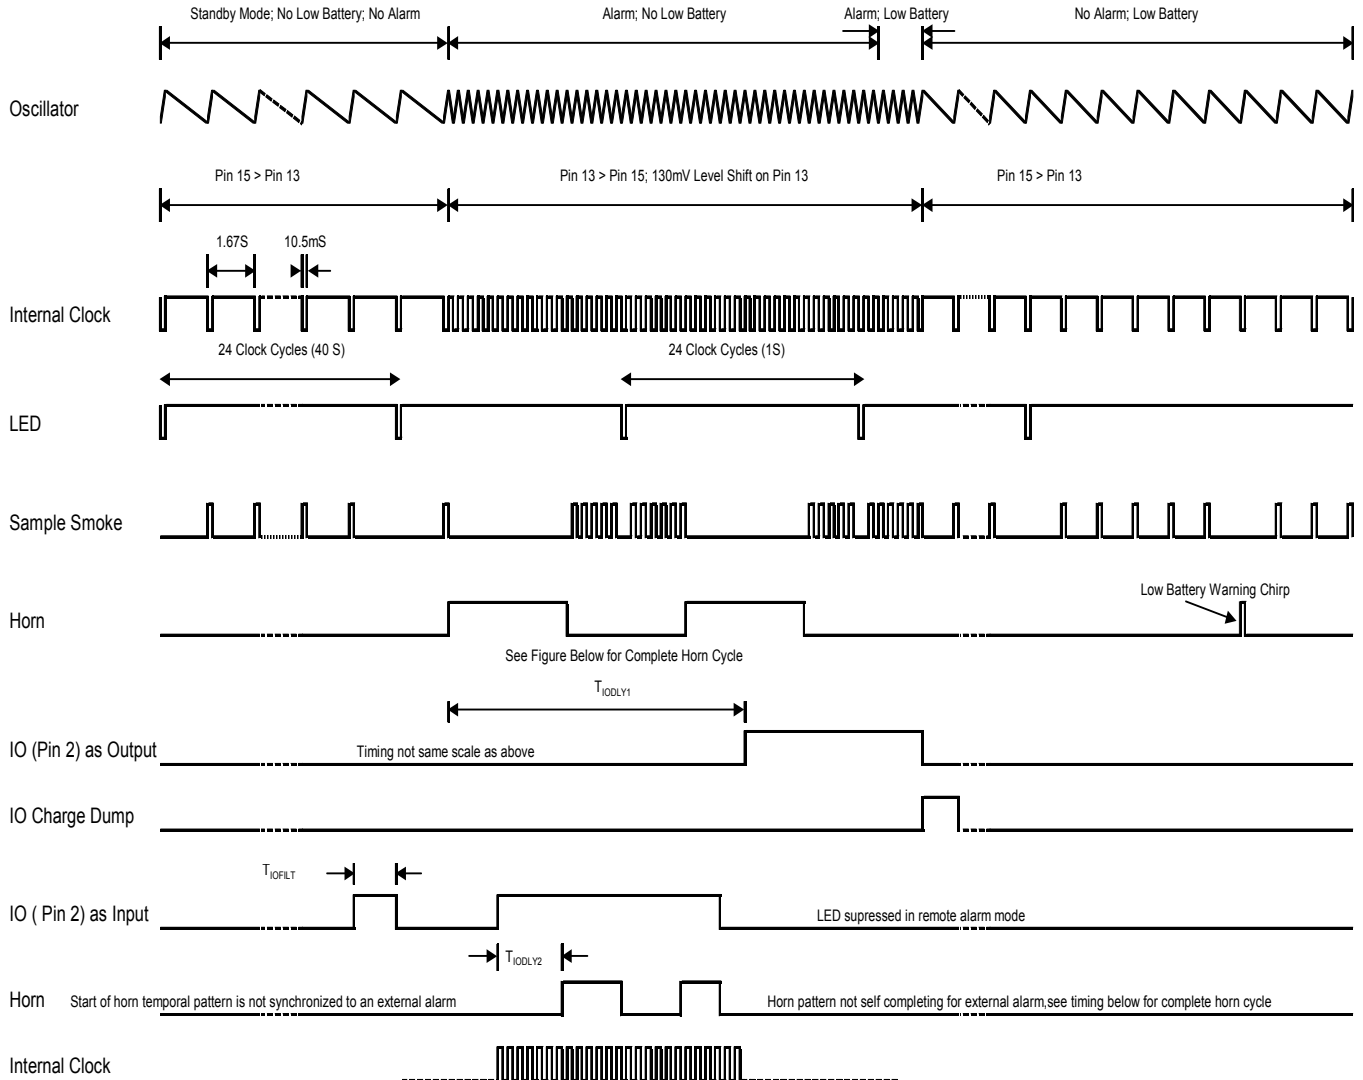 Standby Mode; No Low Battery; No Alarm
Alarm; No Low Battery
Alarm; Low Battery
No Alarm; Low Battery
Oscillator
Pin 15 > Pin 13
Pin 13 > Pin 15; 130mV Level Shift on Pin 13
Pin 15 > Pin 13
1.67S
10.5mS
Internal Clock
24 Clock Cycles (40 S)
24 Clock Cycles (1S)
LED
Sample Smoke
Low Battery Warning Chirp
Horn
See Figure Below for Complete Horn Cycle
TIODLY1
IO (Pin 2) as Output
Timing not same scale as above
IO Charge Dump
TIOFILT
IO ( Pin 2) as Input
LED supressed in remote alarm mode
TIODLY2
Horn
Start of horn temporal pattern is not synchronized to an external alarm
Horn pattern not self completing for external alarm,see timing below for complete horn cycle
Internal Clock